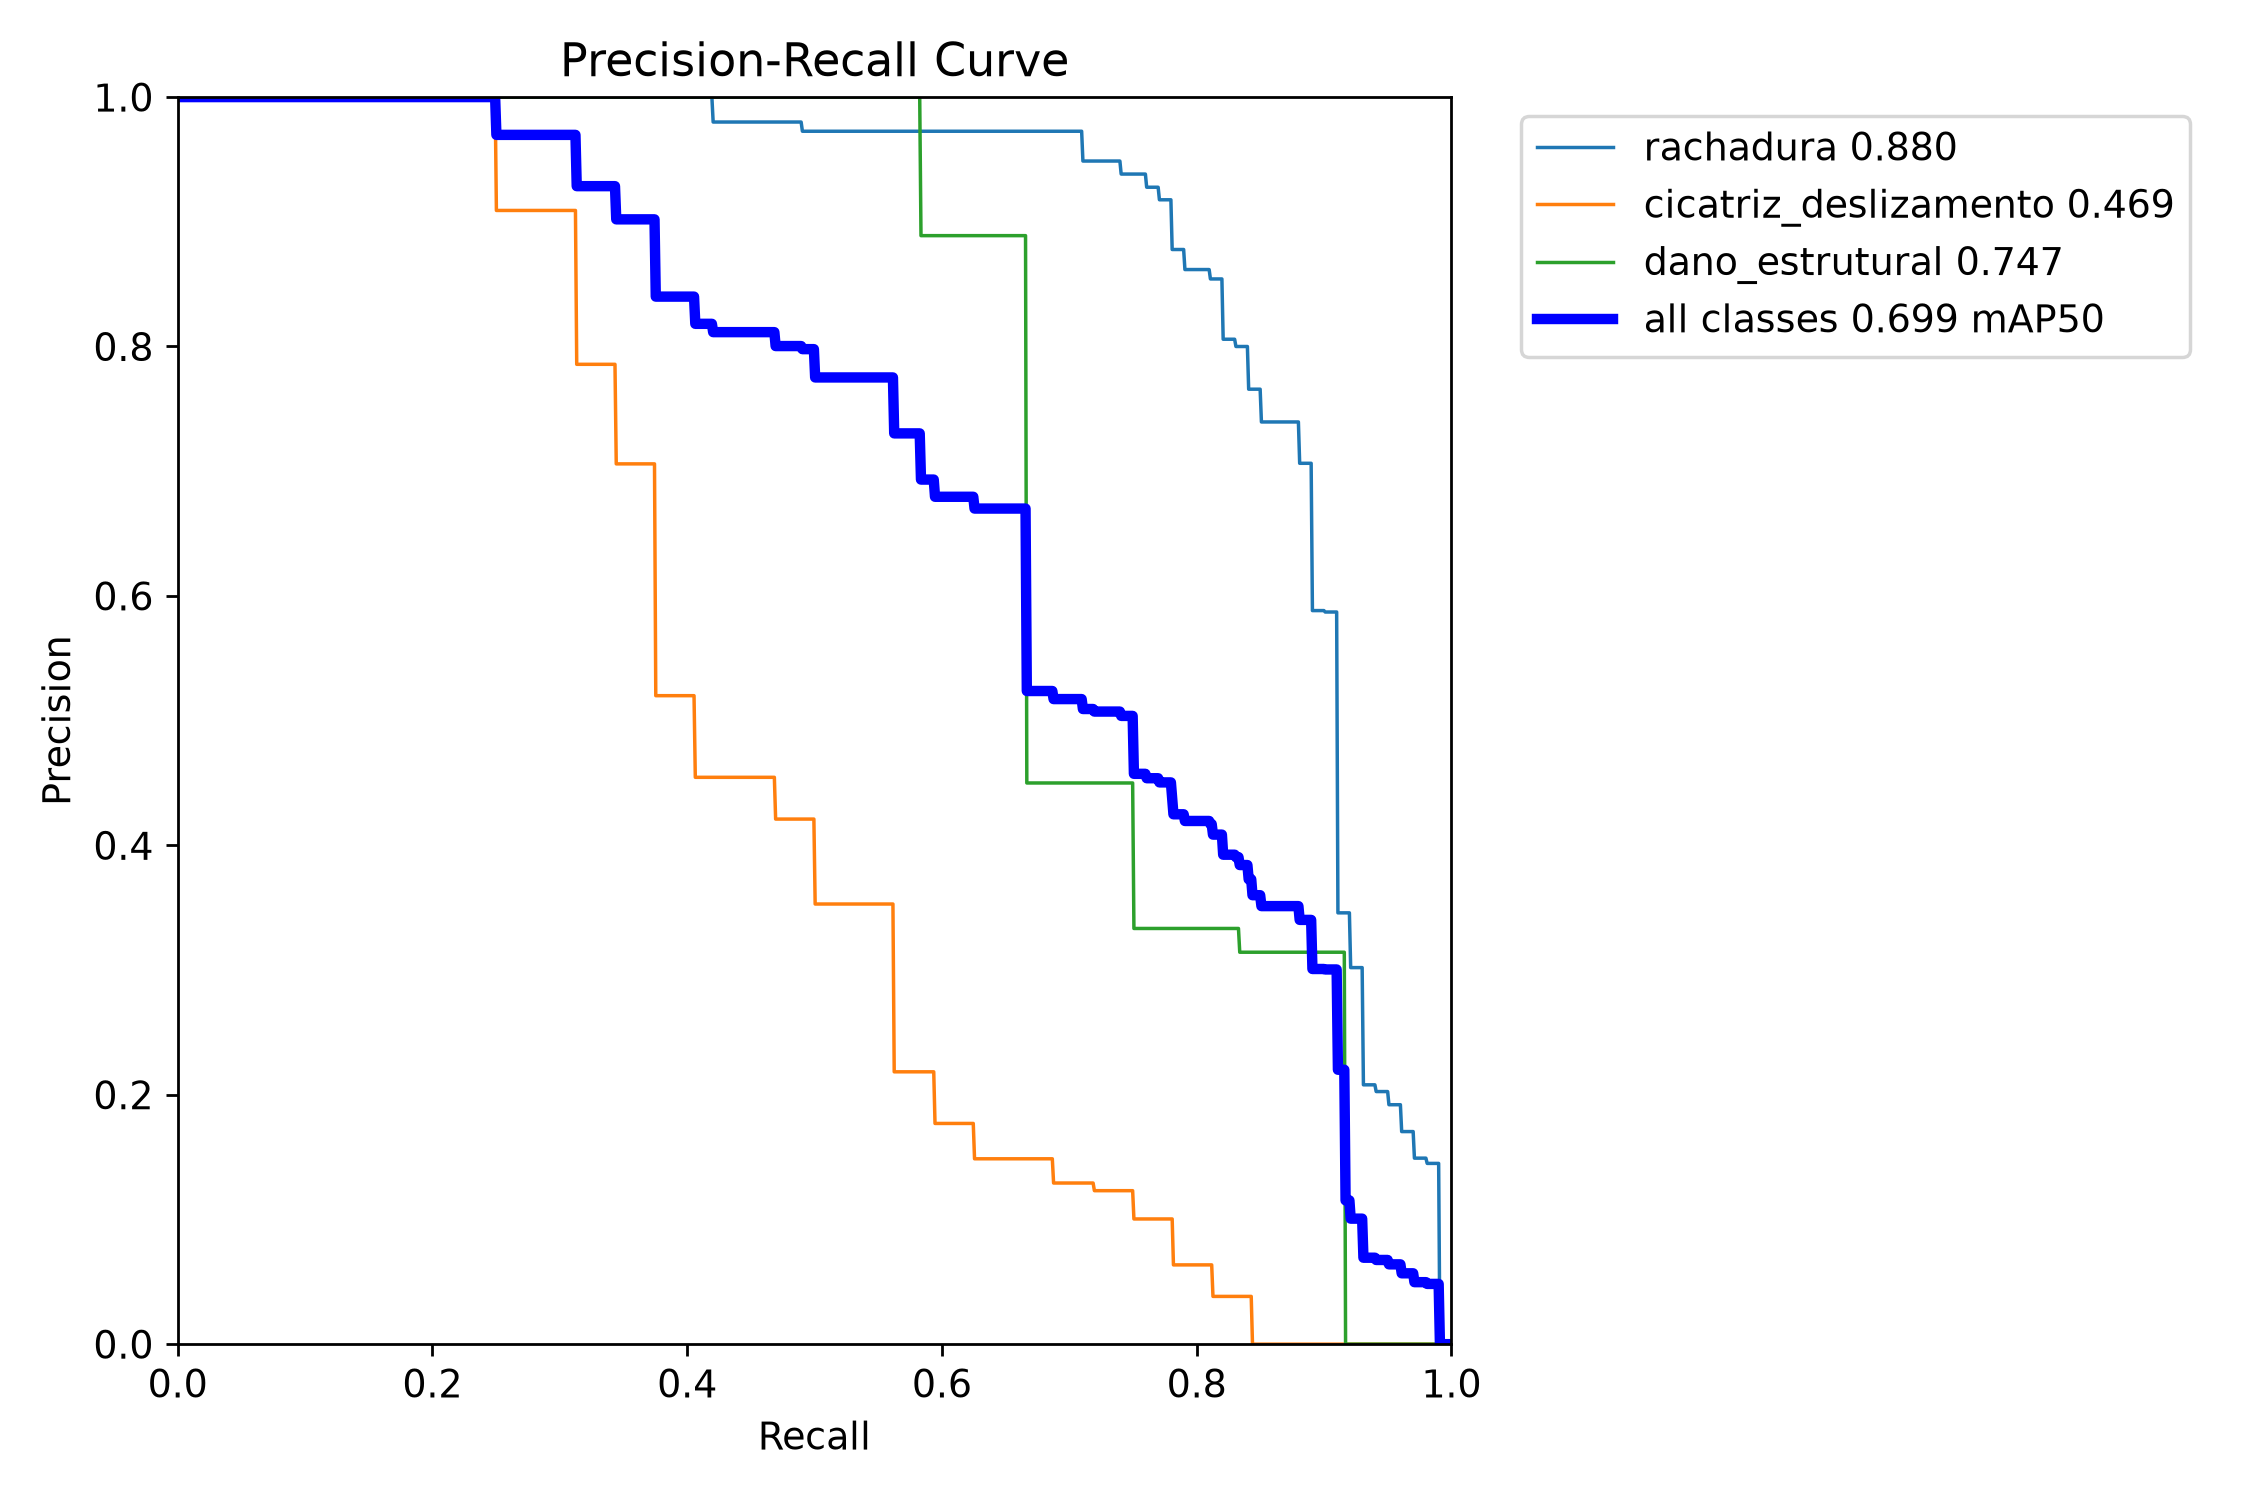 Precision-Recall Curve
1.0
0.8
0.6
0.4
0.2
0.0
Precision
0.0 0.2 0.4 0.6 0.8 1.0
Recall
rachadura 0.880
cicatriz_deslizamento 0.469
dano_estrutural 0.747
all classes 0.699 mAP50